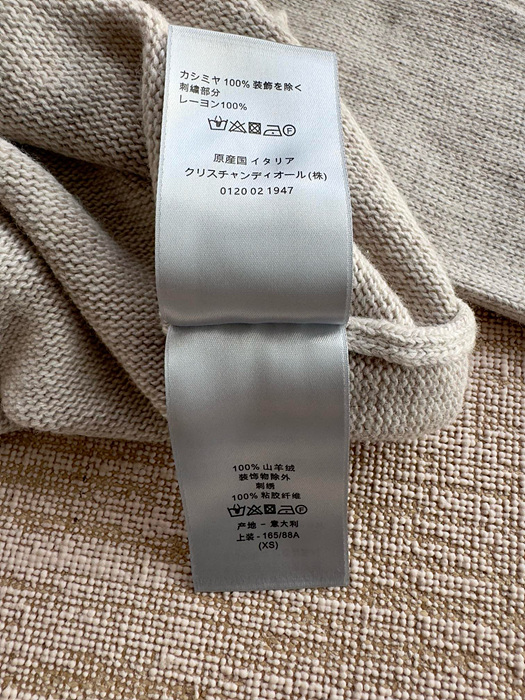 カシミヤ 100% 装飾を除く
刺繍部分
レーヨン100%
F
原産国 イタリア
クリスチャンディオール(株)
0120 02 1947
100% 山羊绒
装饰物除外
刺绣
100% 粘胶纤维
F
产地 - 意大利
上装 - 165/88A
(XS)